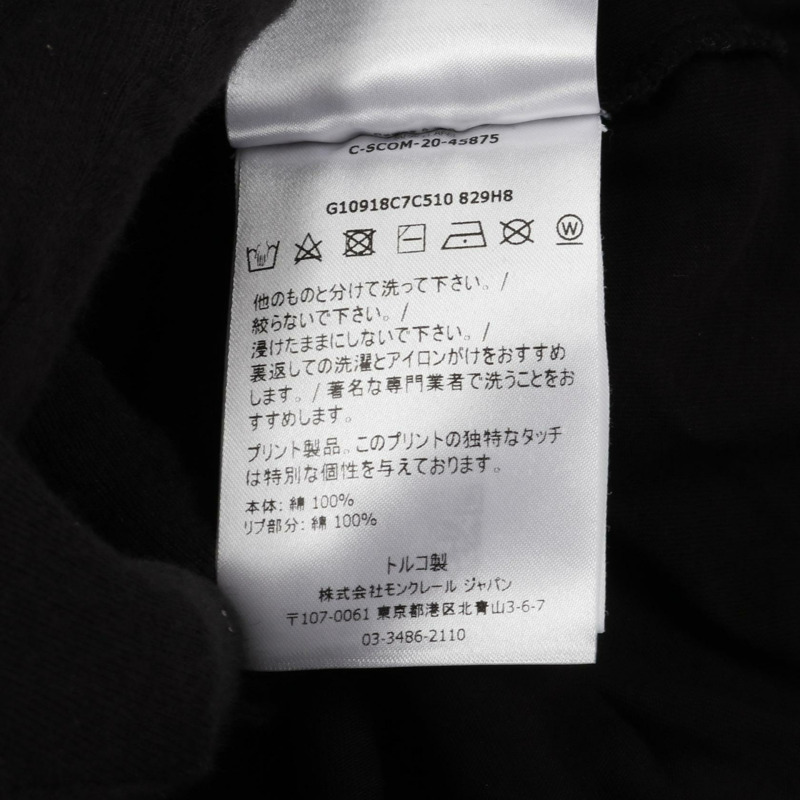 C-SCOM-20-45875
G10918C7C510 829H8
W
他のものと分けて洗って下さい。/
絞らないで下さい。/
浸けたままにしないで下さい。/
裏返しての洗濯とアイロンがけをおすすめ
します。/ 著名な専門業者で洗うことをお
すすめします。
プリント製品。このプリントの独特なタッチ
は特別な個性を与えております。
本体: 綿 100%
リブ部分: 綿 100%
トルコ製
株式会社モンクレール ジャパン
〒107-0061 東京都港区北青山3-6-7
03-3486-2110